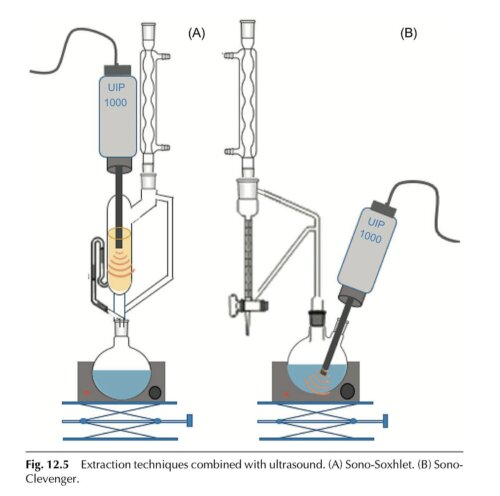 (A)
(B)
UIP
1000
UIP
1000
Fig. 12.5 Extraction techniques combined with ultrasound. (A) Sono-Soxhlet. (B) Sono-
Clevenger.